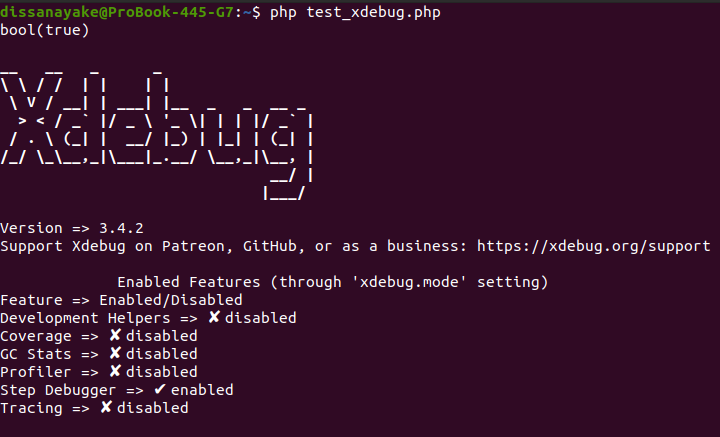 dissanayake@ProBook-445-G7:~$ php test_xdebug.php
bool(true)
__   __   _      _
\ \ / /  | |    | |
 \ V / __| | ___| |__  _   _  __ _
  > < / _` |/ _ \ '_ \| | | |/ _` |
 / . \ (_| |  __/ |_) | |_| | (_| |
/_/ \_\__,_|\___|_.__/ \__,_|\__, |
                              __/ |
                             |___/
Version => 3.4.2
Support Xdebug on Patreon, GitHub, or as a business: https://xdebug.org/support
Enabled Features (through 'xdebug.mode' setting)
Feature => Enabled/Disabled
Development Helpers => ✘ disabled
Coverage => ✘ disabled
GC Stats => ✘ disabled
Profiler => ✘ disabled
Step Debugger => ✔ enabled
Tracing => ✘ disabled